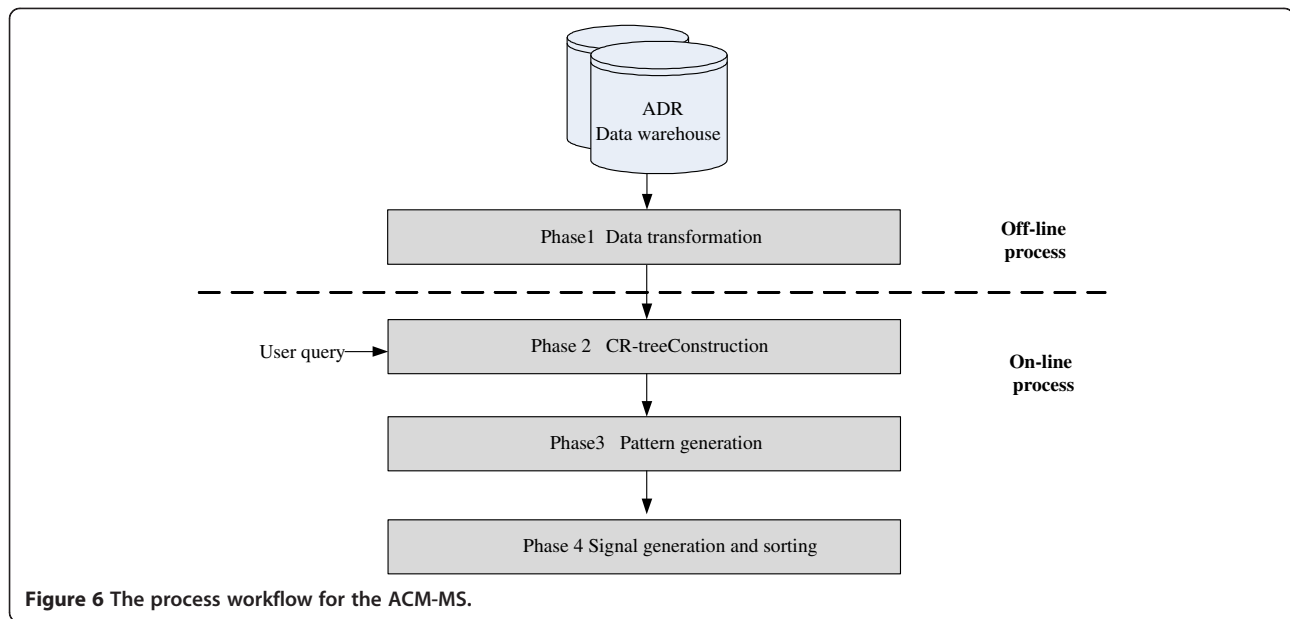 ADR
Data warehouse
Phase1 Data transformation
Off-line
process
User query
Phase 2 CR-treeConstruction
On-line
process
Phase3 Pattern generation
Phase 4 Signal generation and sorting
Figure 6 The process workflow for the ACM-MS.